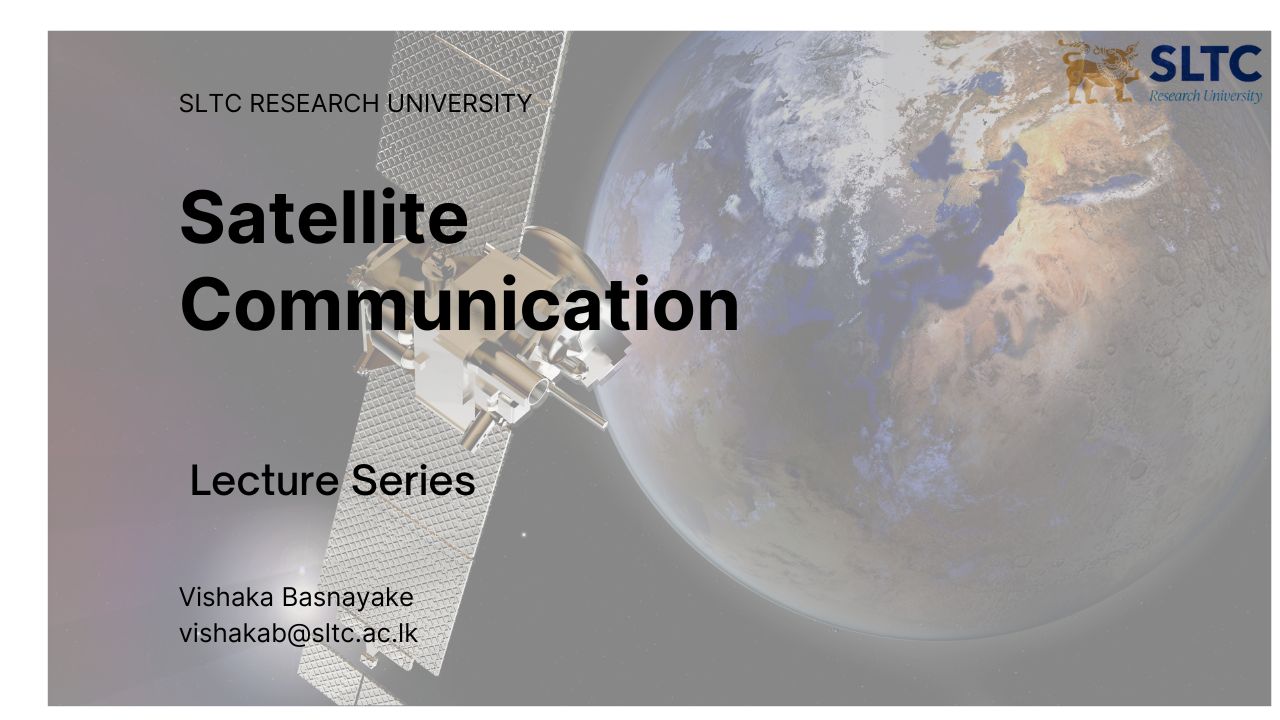 SLTC RESEARCH UNIVERSITY
SLTC
Research University
Satellite
Communication
Lecture Series
Vishaka Basnayake
vishakab@sltc.ac.lk